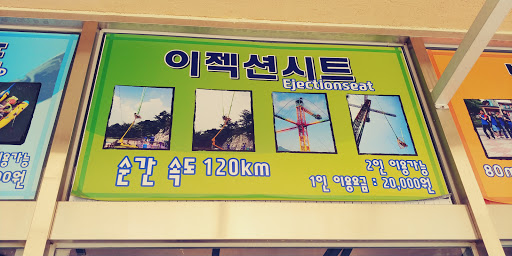 이젝션시트
Ejectionseat
순간 속도 120km
2인 이용가능
1인 이용요금 : 20,000원
80m